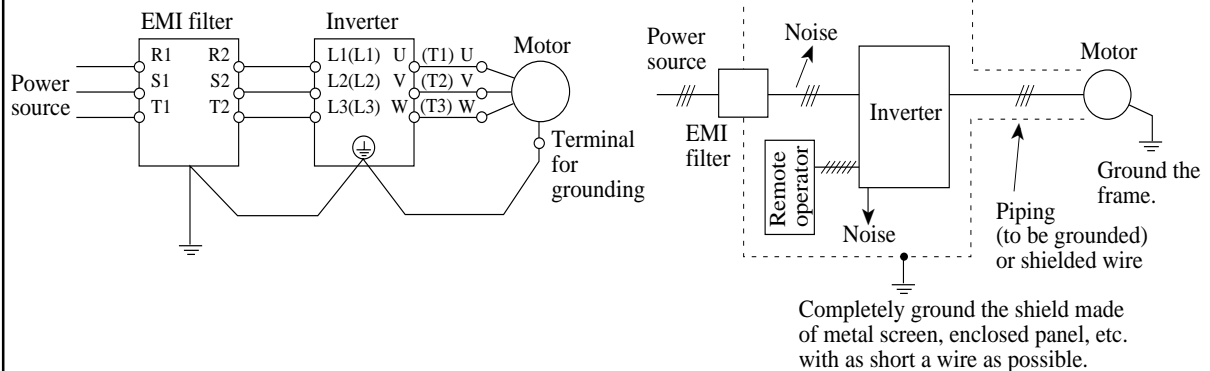 EMI filter
Inverter
Power
source
R1 R2
S1 S2
T1 T2
L1(L1) U (T1) U
L2(L2) V (T2) V
L3(L3) W (T3) W
Motor
Terminal
for
grounding
Power
source
Noise
Motor
EMI
filter
Inverter
Remote
operator
Noise
Ground the
frame.
Piping
(to be grounded)
or shielded wire
Completely ground the shield made
of metal screen, enclosed panel, etc.
with as short a wire as possible.